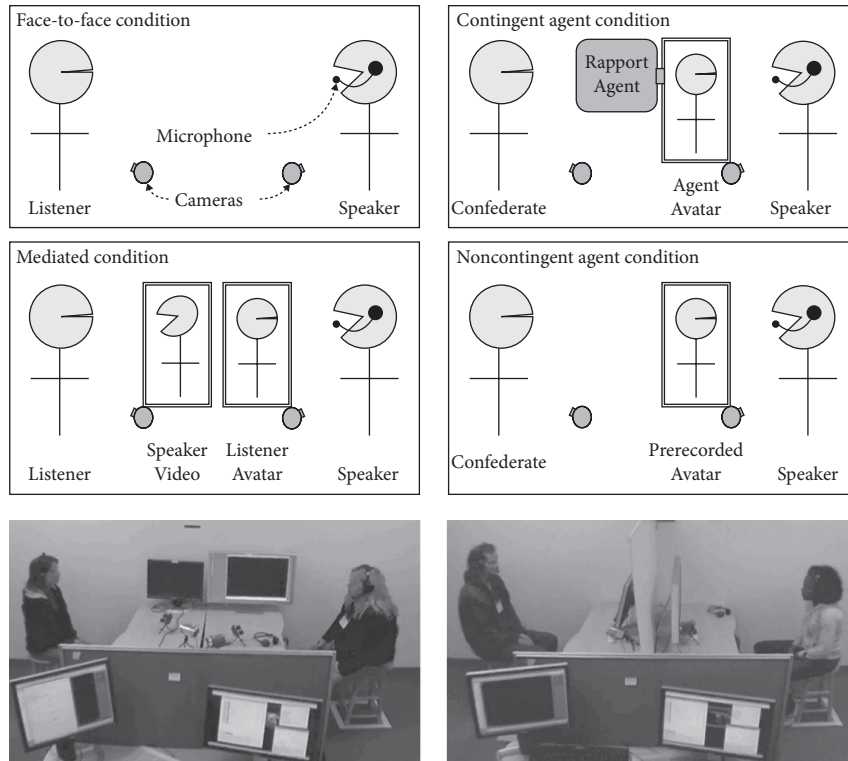 Face-to-face condition
Microphone
Cameras
Listener
Speaker
Contingent agent condition
Rapport
Agent
Confederate
Agent
Avatar
Speaker
Mediated condition
Listener
Speaker
Video
Listener
Avatar
Speaker
Noncontingent agent condition
Confederate
Prerecorded
Avatar
Speaker